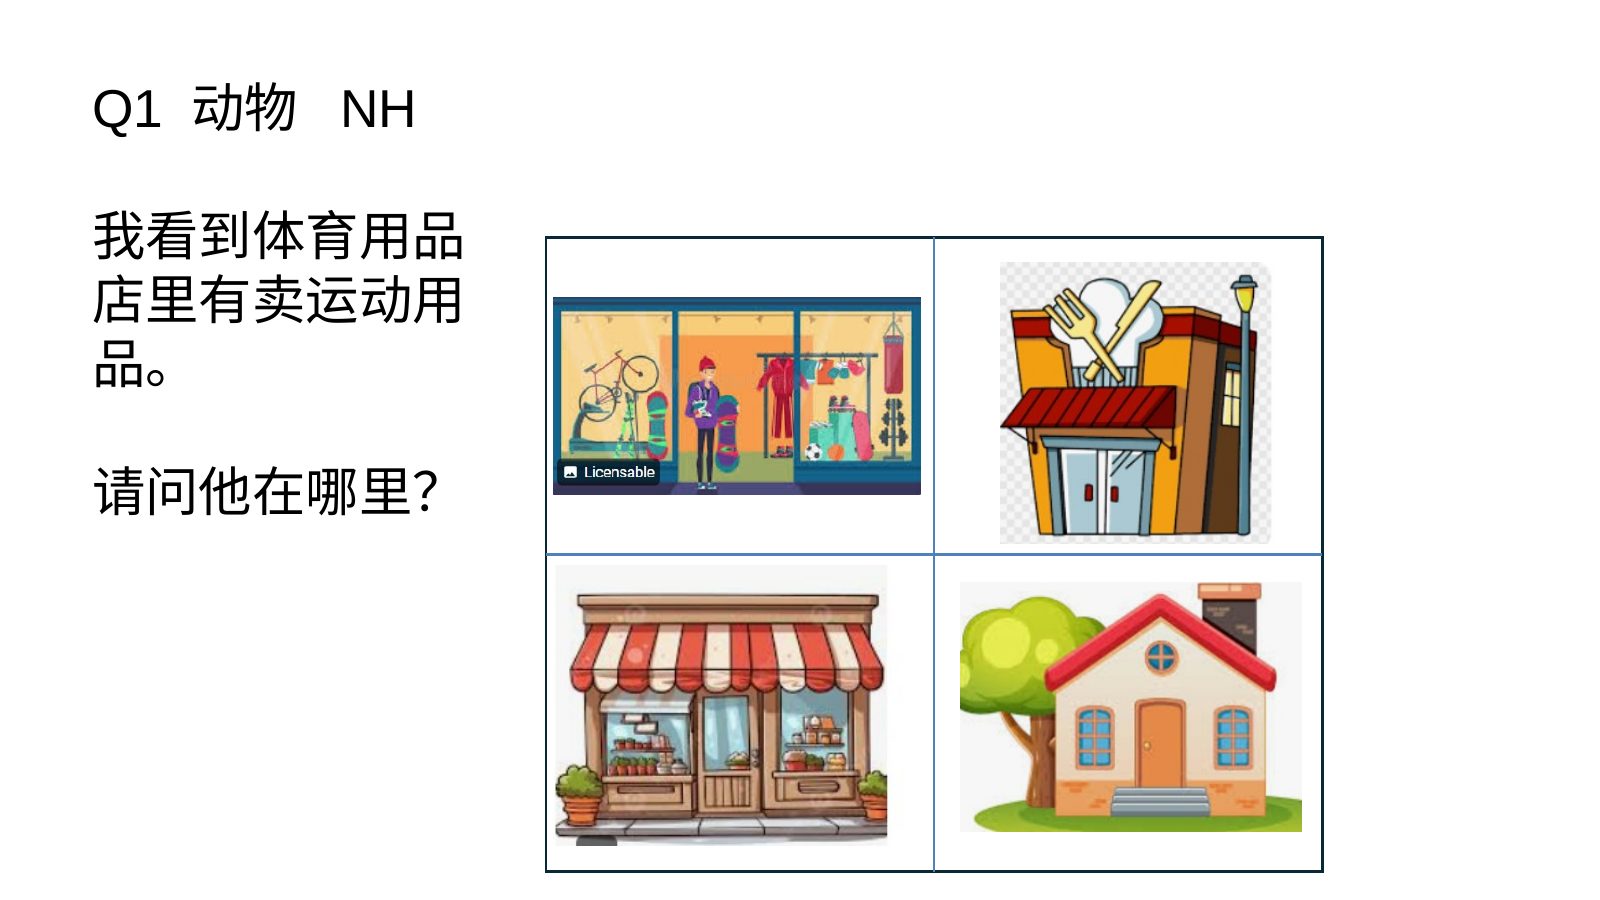 Q1 动物 NH
我看到体育用品
店里有卖运动用
品。
请问他在哪里?
Licensable